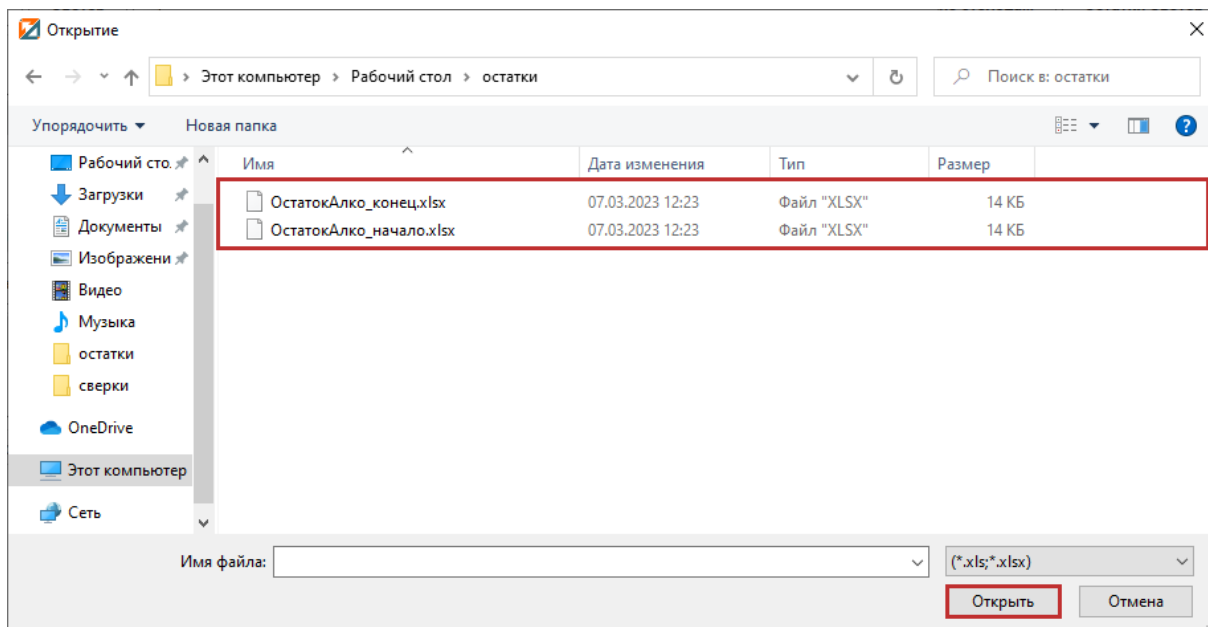 Открытие
Этот компьютер › Рабочий стол › остатки
Поиск в: остатки
Упорядочить
Новая папка
Имя
Дата изменения
Тип
Размер
ОстатокАлко_конец.xlsx 07.03.2023 12:23 Файл "XLSX" 14 КБ
ОстатокАлко_начало.xlsx 07.03.2023 12:23 Файл "XLSX" 14 КБ
Рабочий сто.
Загрузки
Документы
Изображени
Видео
Музыка
остатки
сверки
OneDrive
Этот компьютер
Сеть
Имя файла:
(*.xls;*.xlsx)
Открыть
Отмена